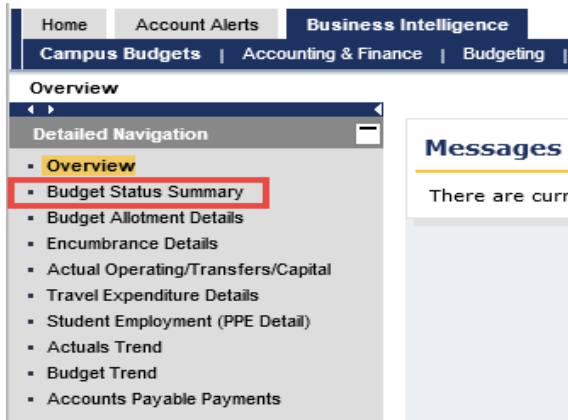 Home Account Alerts Business Intelligence
Campus Budgets | Accounting & Finance | Budgeting |
Overview
Detailed Navigation
Overview
Budget Status Summary
Budget Allotment Details
Encumbrance Details
Actual Operating/Transfers/Capital
Travel Expenditure Details
Student Employment (PPE Detail)
Actuals Trend
Budget Trend
Accounts Payable Payments
Messages
There are curr